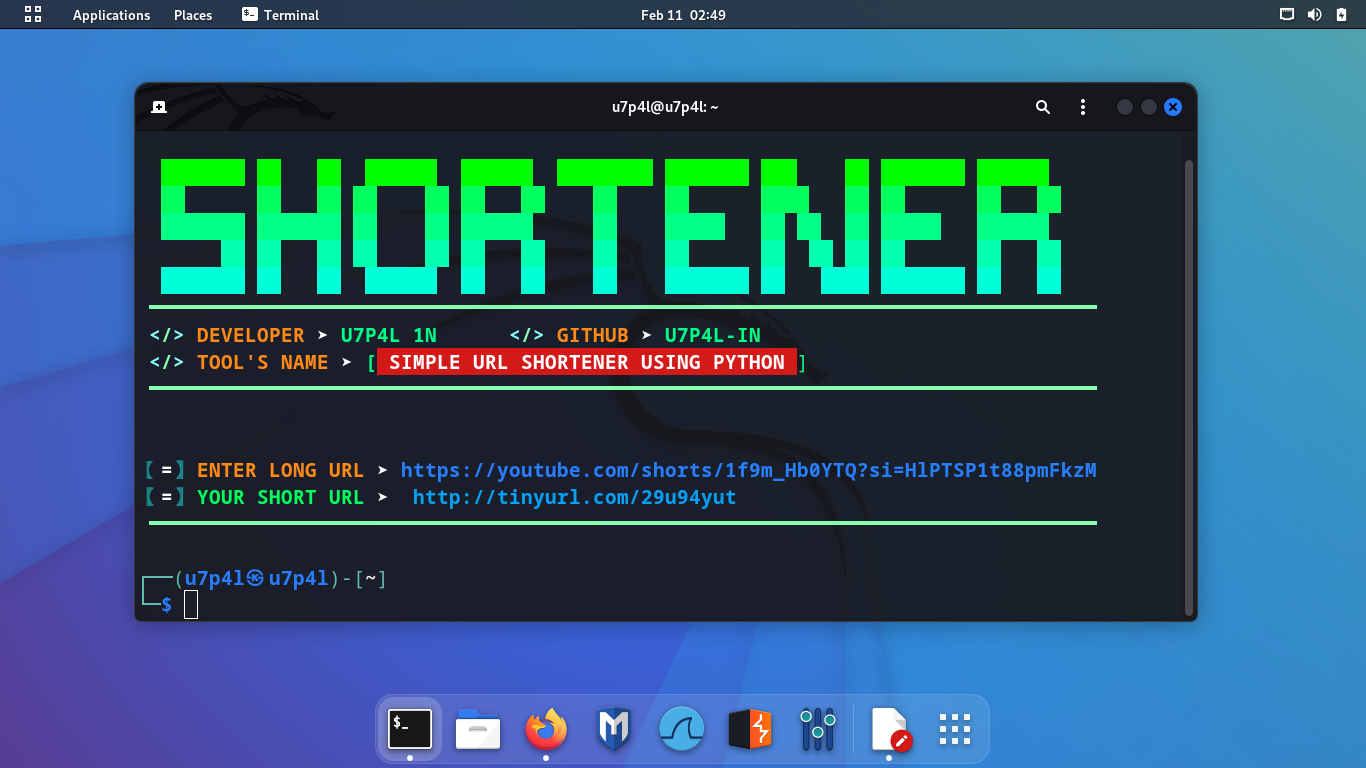 Applications Places Terminal Feb 11 02:49
u7p4l@u7p4l: ~
SHORTENER
</> DEVELOPER ➤ U7P4L 1N </> GITHUB ➤ U7P4L-IN
</> TOOL'S NAME ➤ [ SIMPLE URL SHORTENER USING PYTHON ]
【=】ENTER LONG URL ➤ https://youtube.com/shorts/1f9m_Hb0YTQ?si=HlPTSP1t88pmFkzM
【=】YOUR SHORT URL ➤ http://tinyurl.com/29u94yut
┌──(u7p4l㉿u7p4l)-[~]
└─$
$_